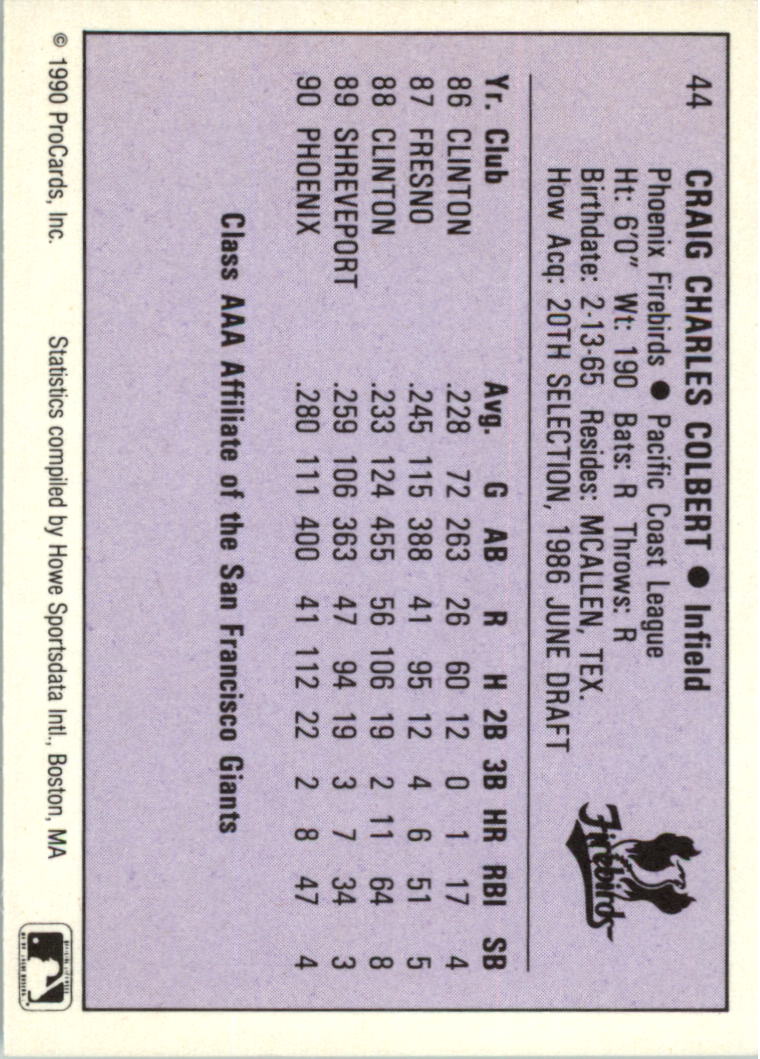 44 CRAIG CHARLES COLBERT ● Infield
Phoenix Firebirds ● Pacific Coast League
Ht: 6'0" Wt: 190 Bats: R Throws: R
Birthdate: 2-13-65 Resides: MCALLEN, TEX.
How Acq: 20TH SELECTION, 1986 JUNE DRAFT
Firebirds
Yr. Club Avg. G AB R H 2B 3B HR RBI SB
86 CLINTON .228 72 263 26 60 12 0 1 17 4
87 FRESNO .245 115 388 41 95 12 4 6 51 5
88 CLINTON .233 124 455 56 106 19 2 11 64 8
89 SHREVEPORT .259 106 363 47 94 19 3 7 34 3
90 PHOENIX .280 111 400 41 112 22 2 8 47 4
Class AAA Affiliate of the San Francisco Giants
© 1990 ProCards, Inc. Statistics compiled by Howe Sportsdata Intl., Boston, MA